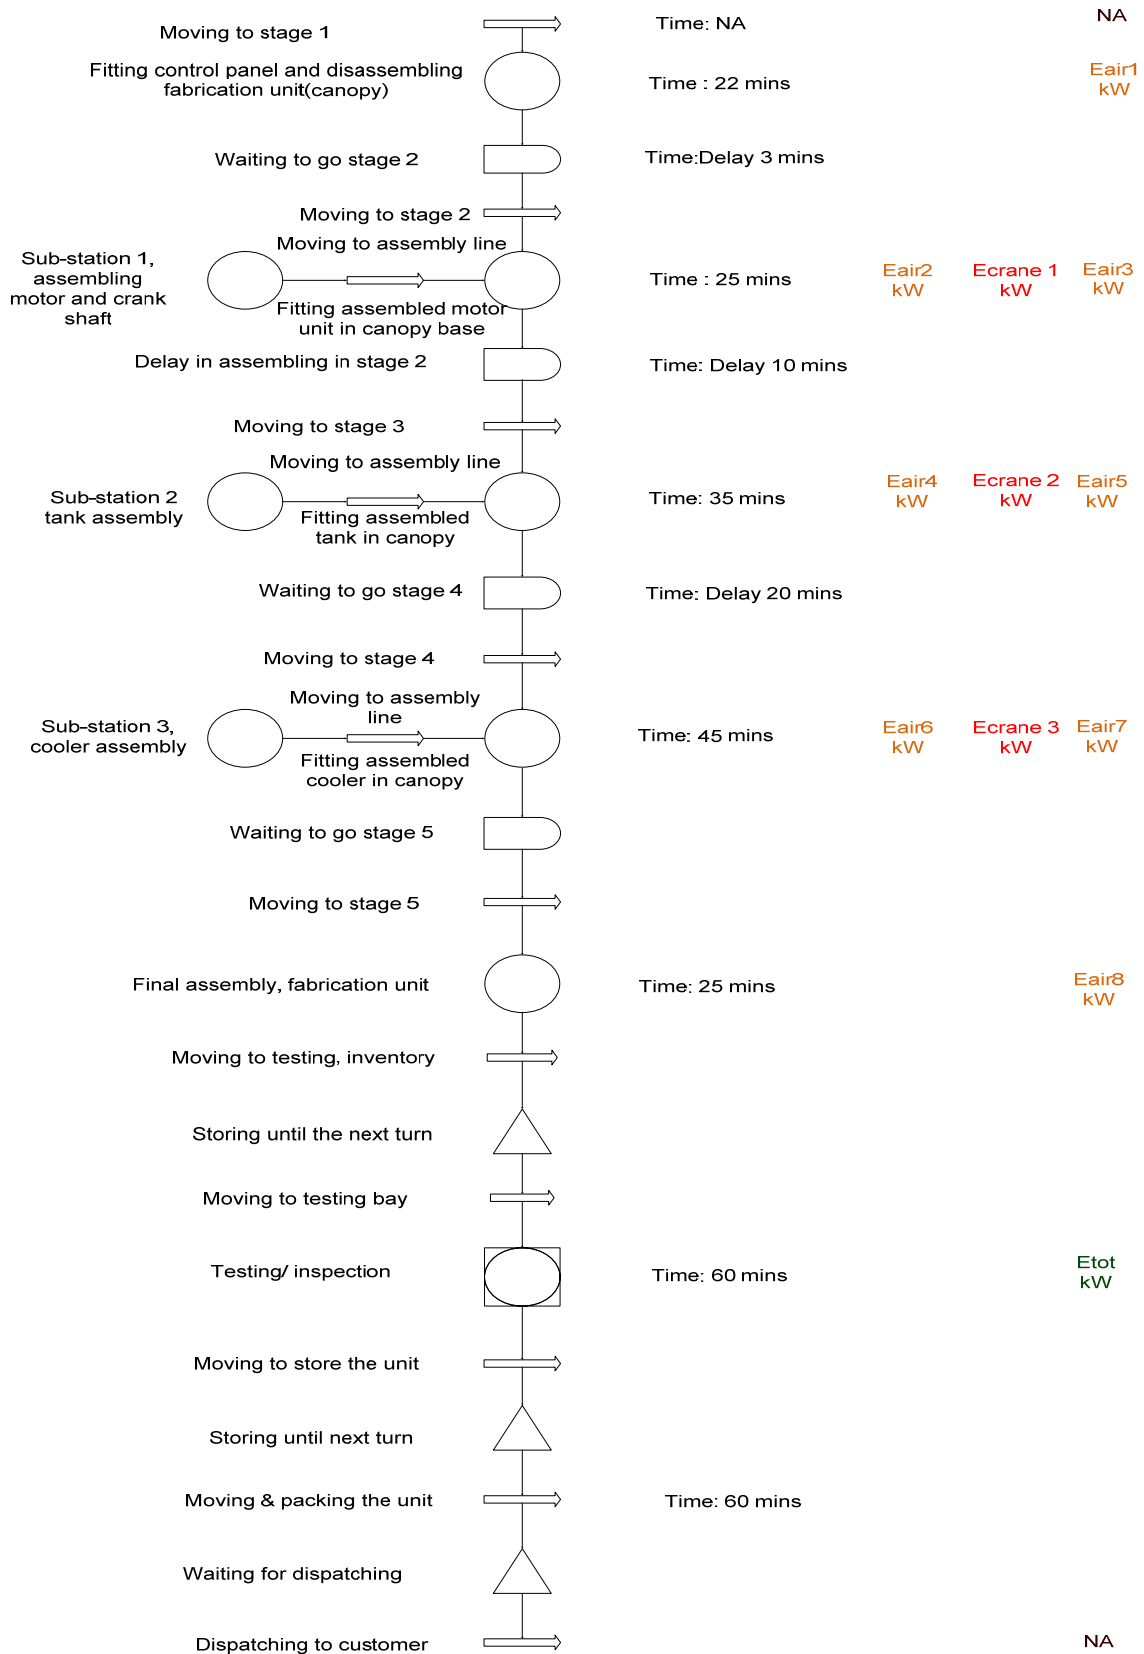 Moving to stage 1
Time: NA
NA
Fitting control panel and disassembling
fabrication unit(canopy)
Time : 22 mins
Eair1
kW
Waiting to go stage 2
Time:Delay 3 mins
Moving to stage 2
Sub-station 1,
assembling
motor and crank
shaft
Moving to assembly line
Fitting assembled motor
unit in canopy base
Time : 25 mins
Eair2
kW
Ecrane 1
kW
Eair3
kW
Delay in assembling in stage 2
Time: Delay 10 mins
Moving to stage 3
Sub-station 2
tank assembly
Moving to assembly line
Fitting assembled
tank in canopy
Time: 35 mins
Eair4
kW
Ecrane 2
kW
Eair5
kW
Waiting to go stage 4
Time: Delay 20 mins
Moving to stage 4
Sub-station 3,
cooler assembly
Moving to assembly
line
Fitting assembled
cooler in canopy
Time: 45 mins
Eair6
kW
Ecrane 3
kW
Eair7
kW
Waiting to go stage 5
Moving to stage 5
Final assembly, fabrication unit
Time: 25 mins
Eair8
kW
Moving to testing, inventory
Storing until the next turn
Moving to testing bay
Testing/ inspection
Time: 60 mins
Etot
kW
Moving to store the unit
Storing until next turn
Moving & packing the unit
Time: 60 mins
Waiting for dispatching
Dispatching to customer
NA